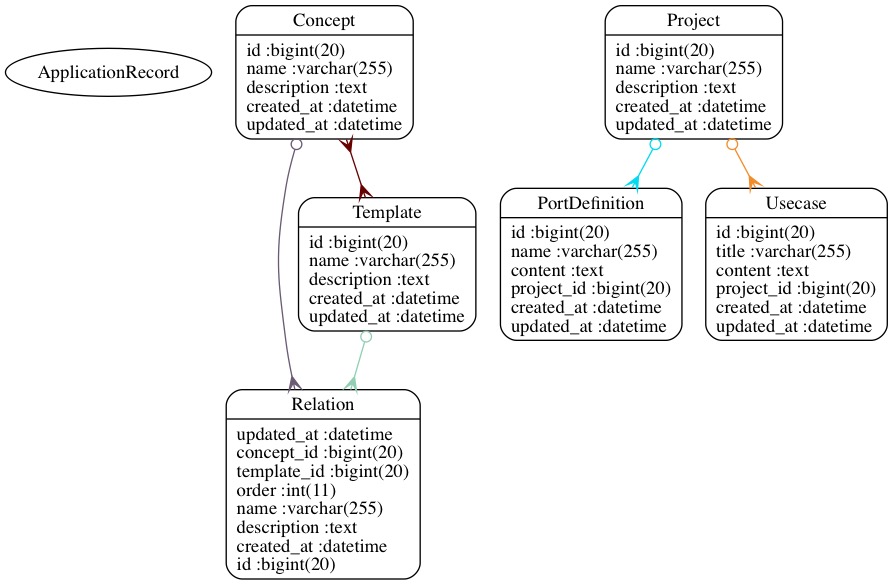 ApplicationRecord
Concept
id :bigint(20)
name :varchar(255)
description :text
created_at :datetime
updated_at :datetime
Project
id :bigint(20)
name :varchar(255)
description :text
created_at :datetime
updated_at :datetime
Template
id :bigint(20)
name :varchar(255)
description :text
created_at :datetime
updated_at :datetime
PortDefinition
id :bigint(20)
name :varchar(255)
content :text
project_id :bigint(20)
created_at :datetime
updated_at :datetime
Usecase
id :bigint(20)
title :varchar(255)
content :text
project_id :bigint(20)
created_at :datetime
updated_at :datetime
Relation
updated_at :datetime
concept_id :bigint(20)
template_id :bigint(20)
order :int(11)
name :varchar(255)
description :text
created_at :datetime
id :bigint(20)